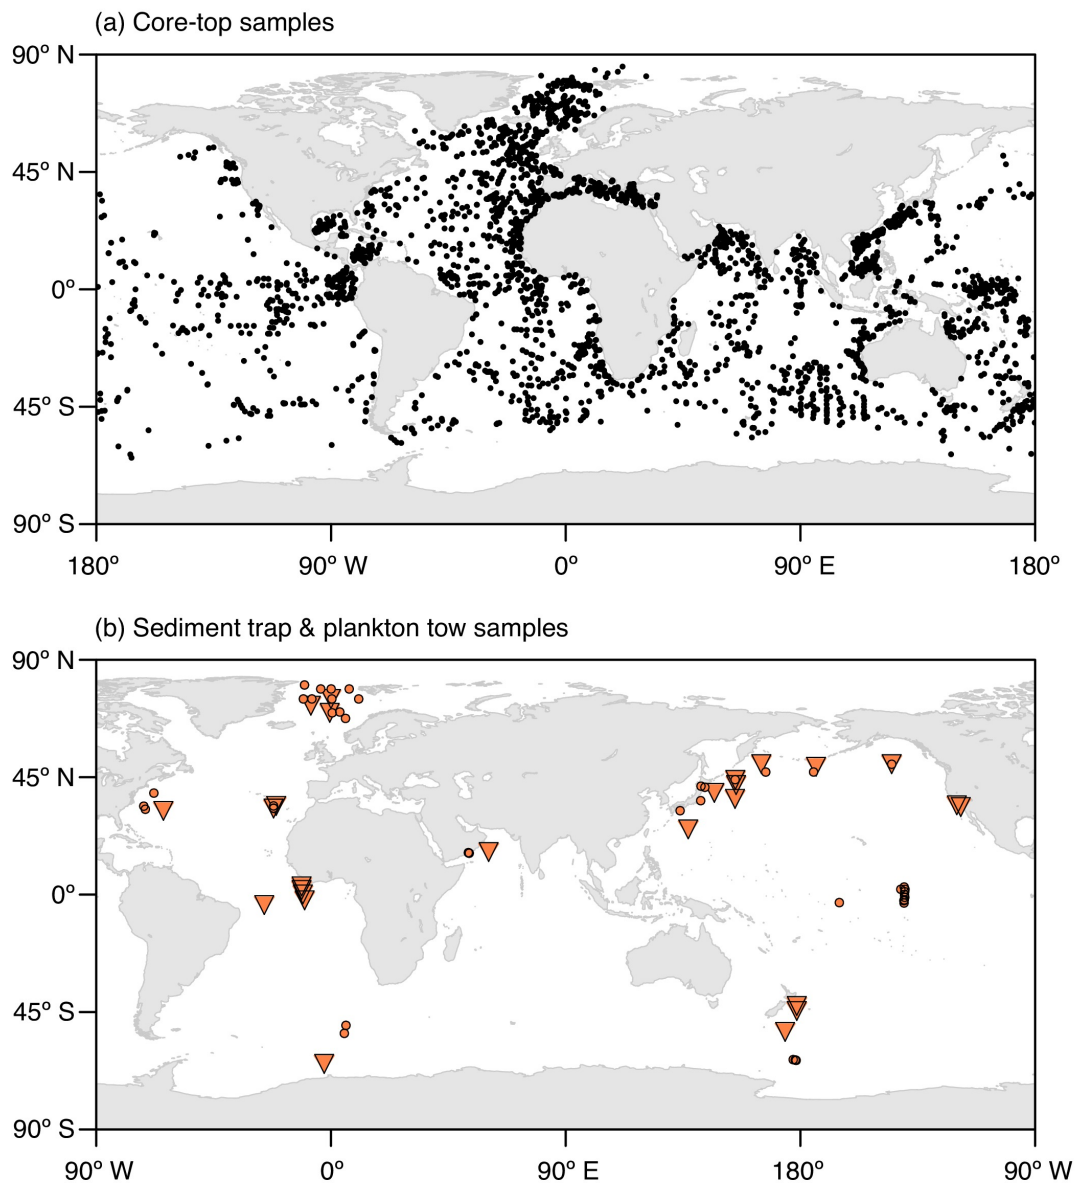 (a) Core-top samples
90º N
45º N
0º
45º S
90º S
180º 90º W 0º 90º E 180º
(b) Sediment trap & plankton tow samples
90º N
45º N
0º
45º S
90º S
90º W 0º 90º E 180º 90º W